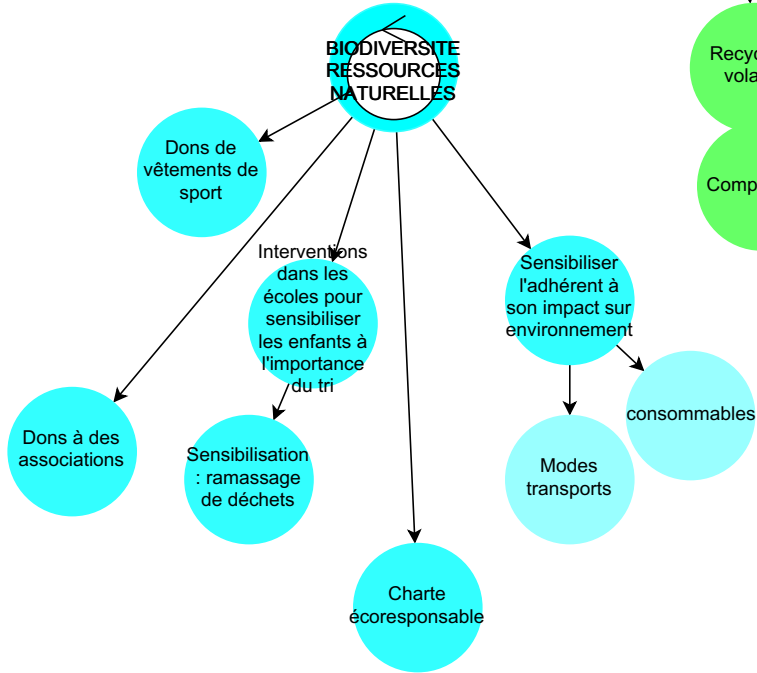 BIODIVERSITE
RESSOURCES
NATURELLES
Dons de
vêtements de
sport
Interventions
dans les
écoles pour
sensibiliser
les enfants à
l'importance
du tri
Sensibiliser
l'adhérent à
son impact sur
environnement
Dons à des
associations
Sensibilisation
: ramassage
de déchets
Modes
transports
consommables
Charte
écoresponsable